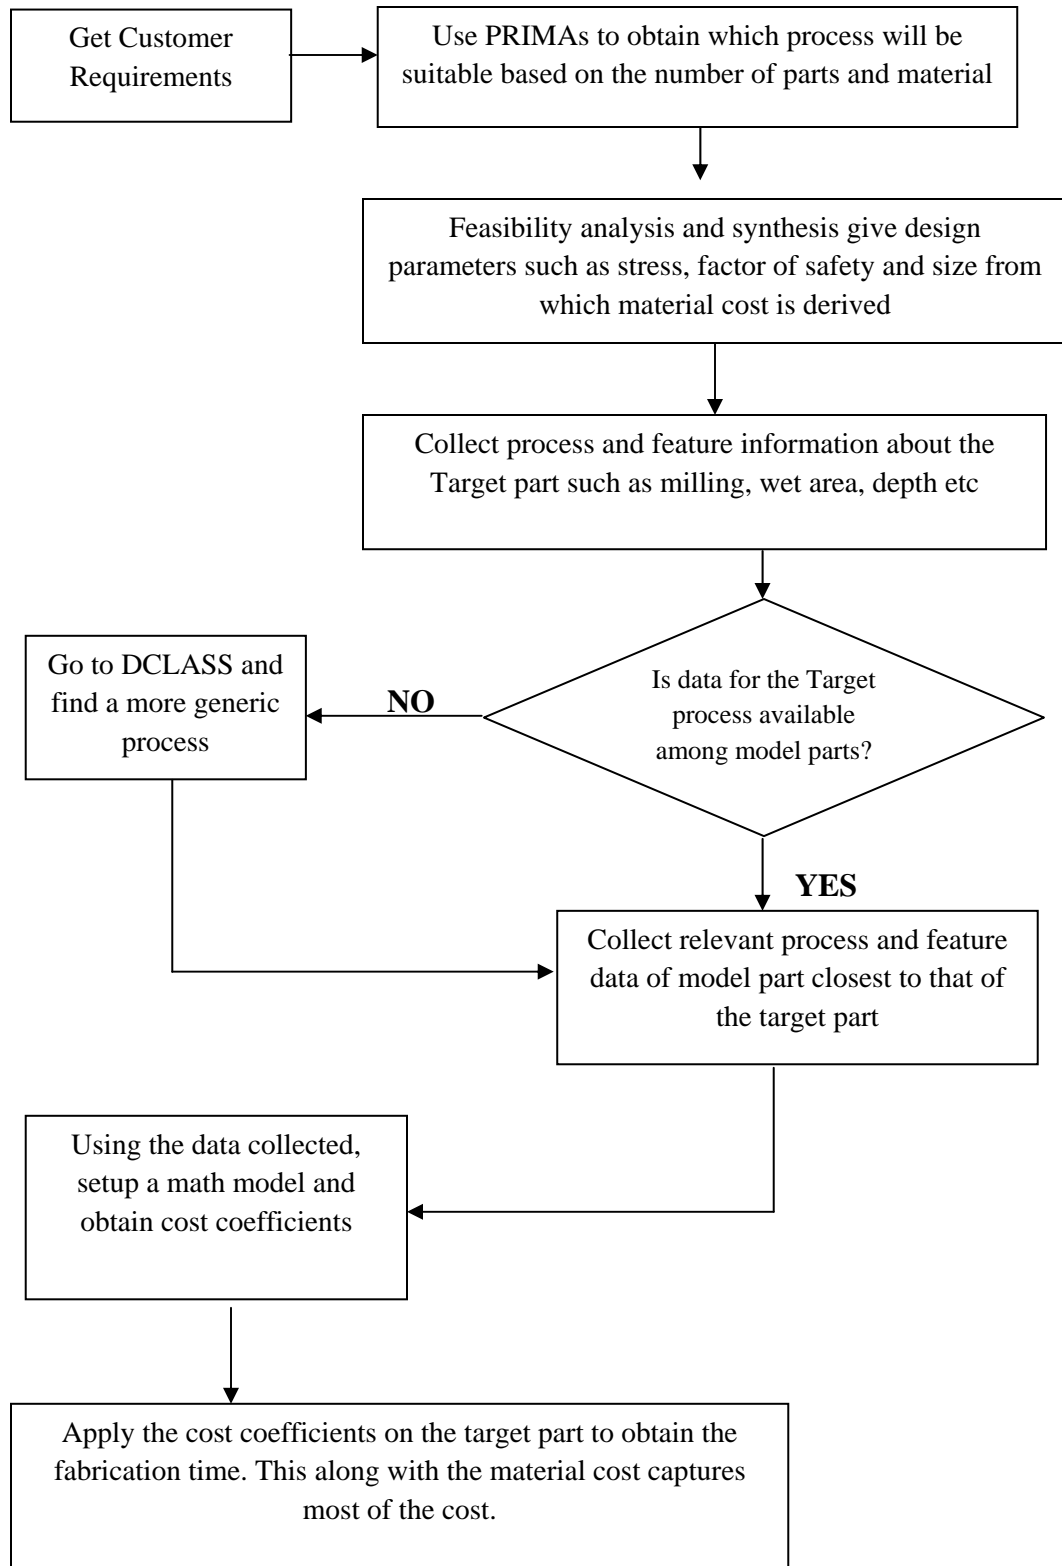 Get Customer
Requirements
Use PRIMAs to obtain which process will be
suitable based on the number of parts and material
Feasibility analysis and synthesis give design
parameters such as stress, factor of safety and size from
which material cost is derived
Collect process and feature information about the
Target part such as milling, wet area, depth etc
Is data for the Target
process available
among model parts?
NO
Go to DCLASS and
find a more generic
process
YES
Collect relevant process and feature
data of model part closest to that of
the target part
Using the data collected,
setup a math model and
obtain cost coefficients
Apply the cost coefficients on the target part to obtain the
fabrication time. This along with the material cost captures
most of the cost.